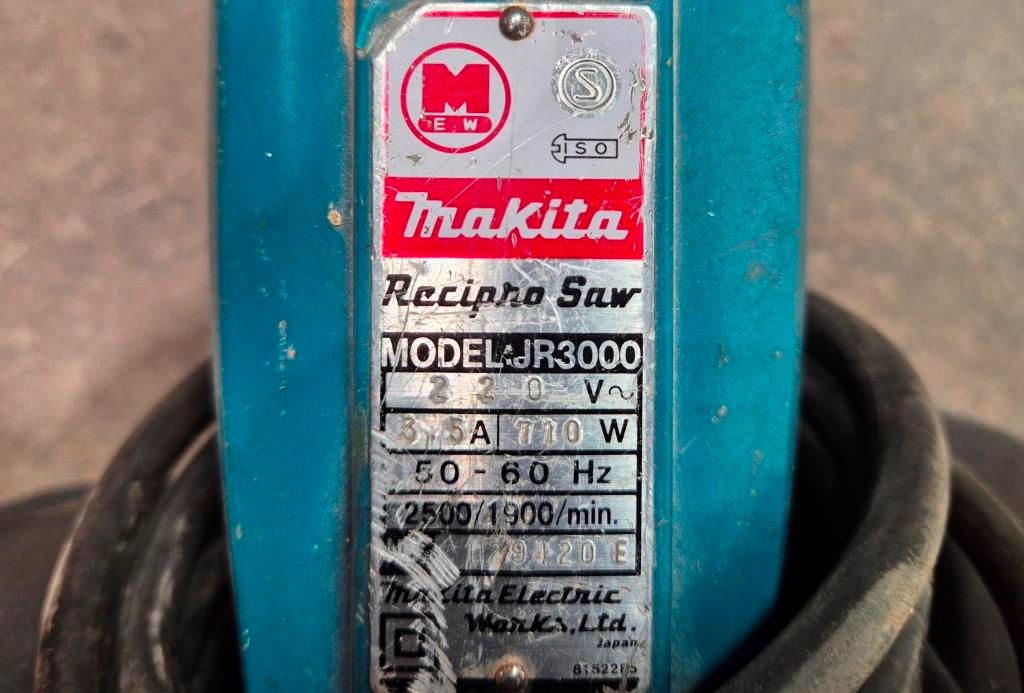 M
E W
S
ISO
Makita
Recipro Saw
MODEL JR3000
220 V~
3.5A 710 W
50-60 Hz
2500/1900/min.
E
Makita Electric
Works, Ltd.
Japan